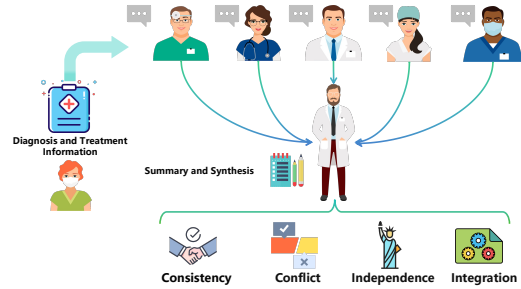 Diagnosis and Treatment
Information
Summary and Synthesis
Consistency
Conflict
Independence
Integration